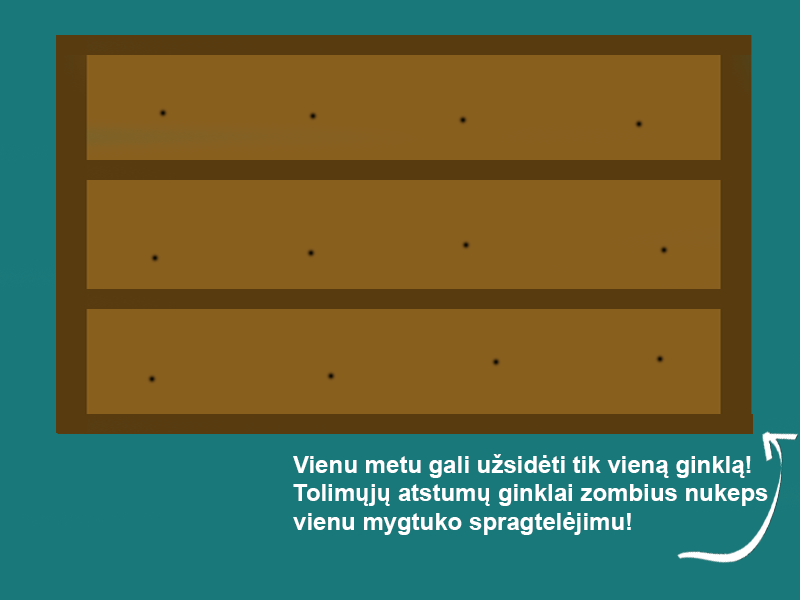 Vienu metu gali užsidėti tik vieną ginklą!
Tolimųjų atstumų ginklai zombius nukeps
vienu mygtuko spragtelėjimu!